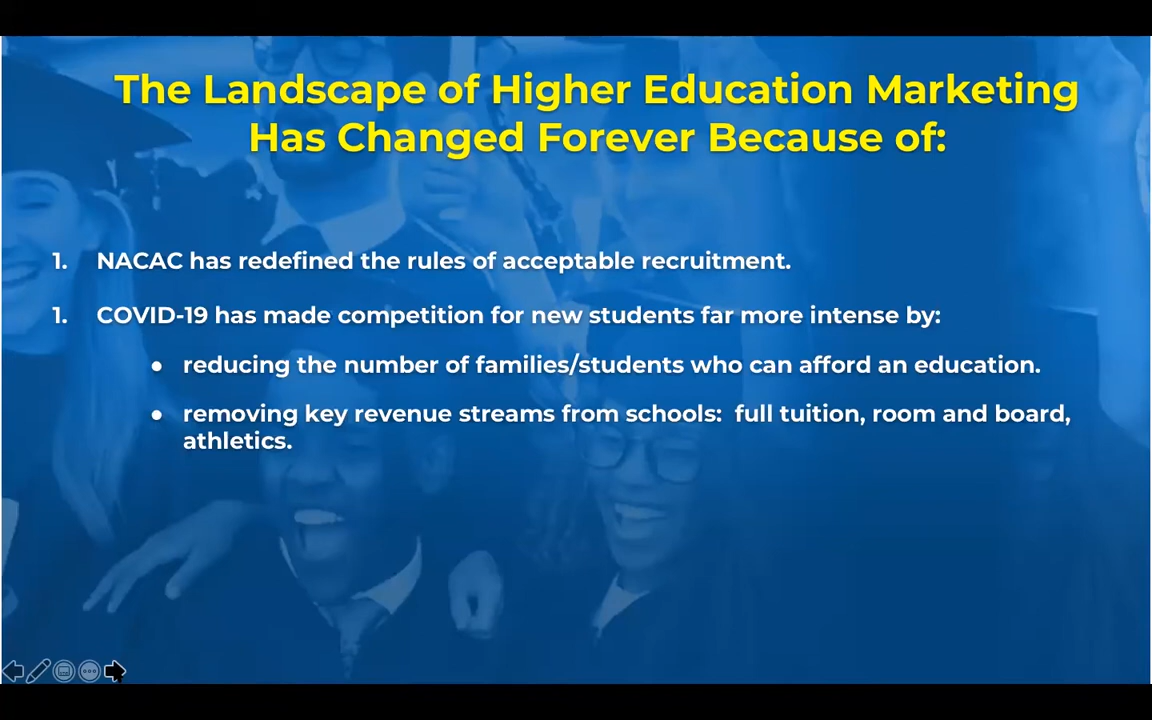 The Landscape of Higher Education Marketing
Has Changed Forever Because of:
1. NACAC has redefined the rules of acceptable recruitment.
1. COVID-19 has made competition for new students far more intense by:
● reducing the number of families/students who can afford an education.
● removing key revenue streams from schools:  full tuition, room and board,
athletics.